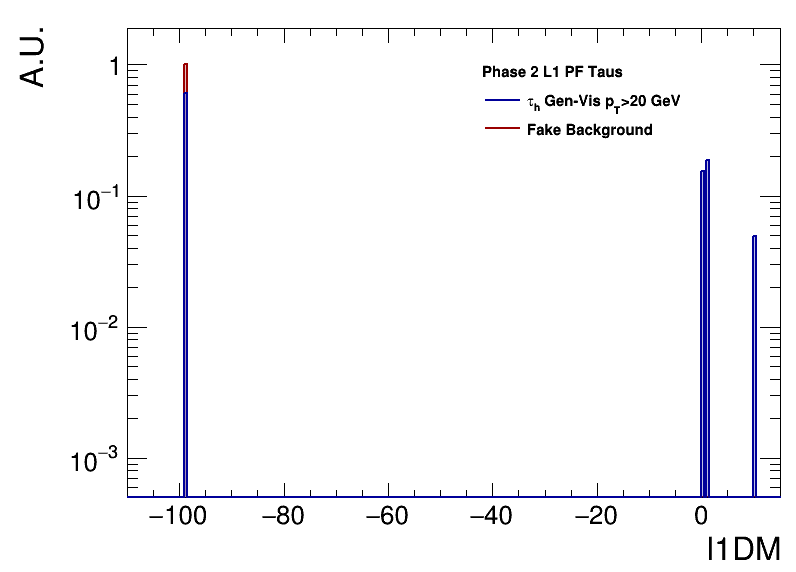 A.U.
Phase 2 L1 PF Taus
τh Gen-Vis pT>20 GeV
Fake Background
1
10−1
10−2
10−3
−100 −80 −60 −40 −20 0
l1DM